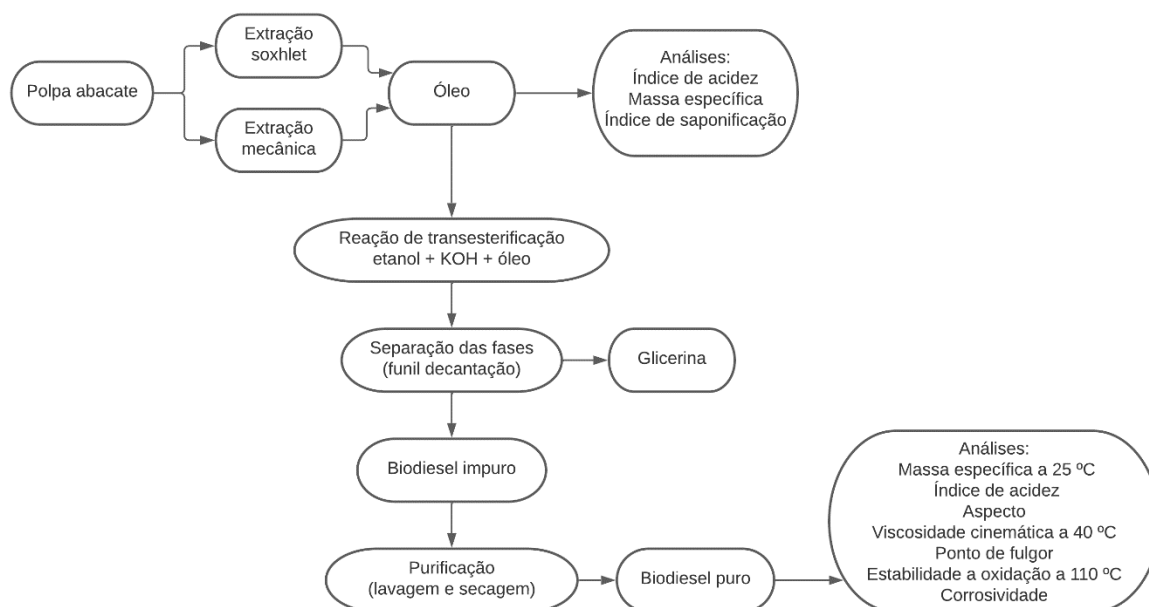 Polpa abacate
Extração
soxhlet
Extração
mecânica
Óleo
Análises:
Índice de acidez
Massa específica
Índice de saponificação
Reação de transesterificação
etanol + KOH + óleo
Separação das fases
(funil decantação)
Glicerina
Biodiesel impuro
Purificação
(lavagem e secagem)
Biodiesel puro
Análises:
Massa específica a 25 ºC
Índice de acidez
Aspecto
Viscosidade cinemática a 40 ºC
Ponto de fulgor
Estabilidade a oxidação a 110 ºC
Corrosividade